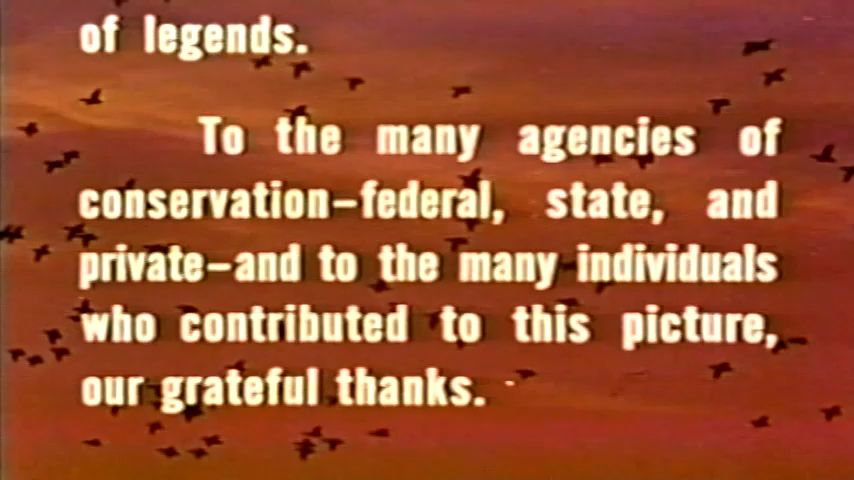 of legends.
To the many agencies of
conservation–federal, state, and
private–and to the many individuals
who contributed to this picture,
our grateful thanks.